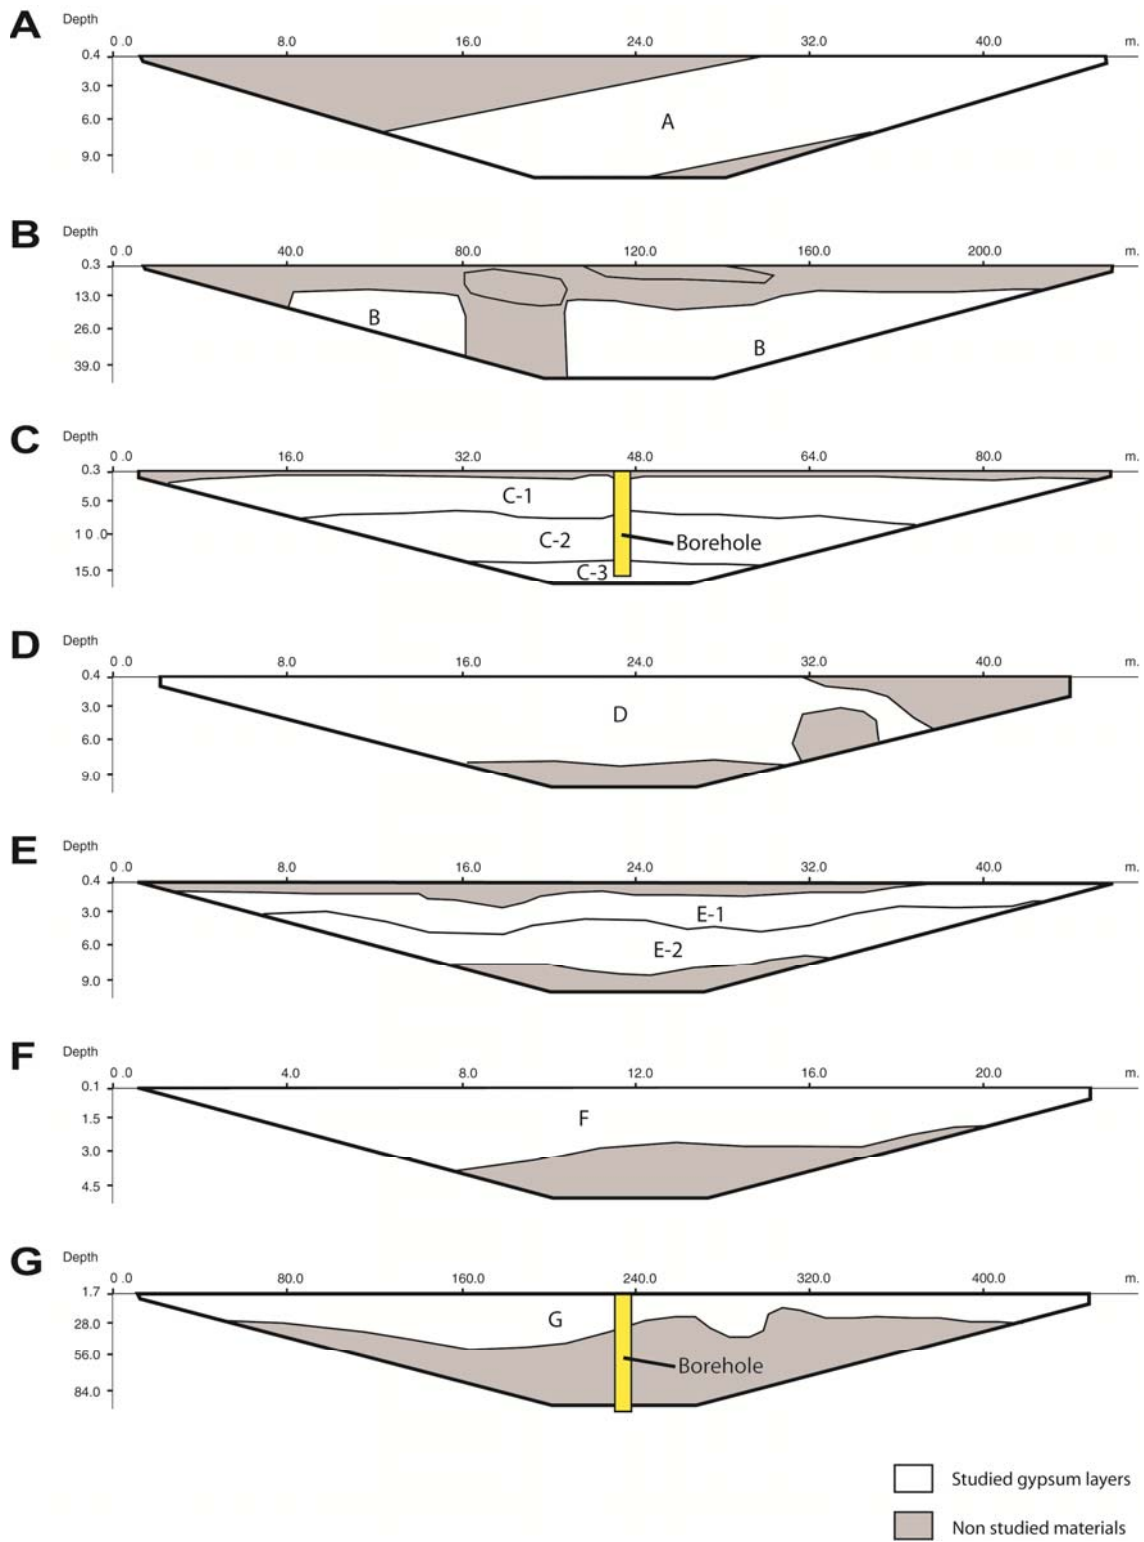 A Depth
0 .0 8.0 16.0 24.0 32.0 40.0 m.
0.4
3.0
6.0
9.0
A
B Depth
0 .0 40.0 80.0 120.0 160.0 200.0 m.
0.3
13.0
26.0
39.0
B
B
C Depth
0 .0 16.0 32.0 48.0 64.0 80.0 m.
0.3
5.0
1 0 .0
15.0
C-1
C-2
Borehole
C-3
D Depth
0 .0 8.0 16.0 24.0 32.0 40.0 m.
0.4
3.0
6.0
9.0
D
E Depth
0 .0 8.0 16.0 24.0 32.0 40.0 m.
0.4
3.0
6.0
9.0
E-1
E-2
F Depth
0 .0 4.0 8.0 12.0 16.0 20.0 m.
0.1
1.5
3.0
4.5
F
G Depth
0 .0 80.0 160.0 240.0 320.0 400.0 m.
1.7
28.0
56.0
84.0
G
Borehole
Studied gypsum layers
Non studied materials